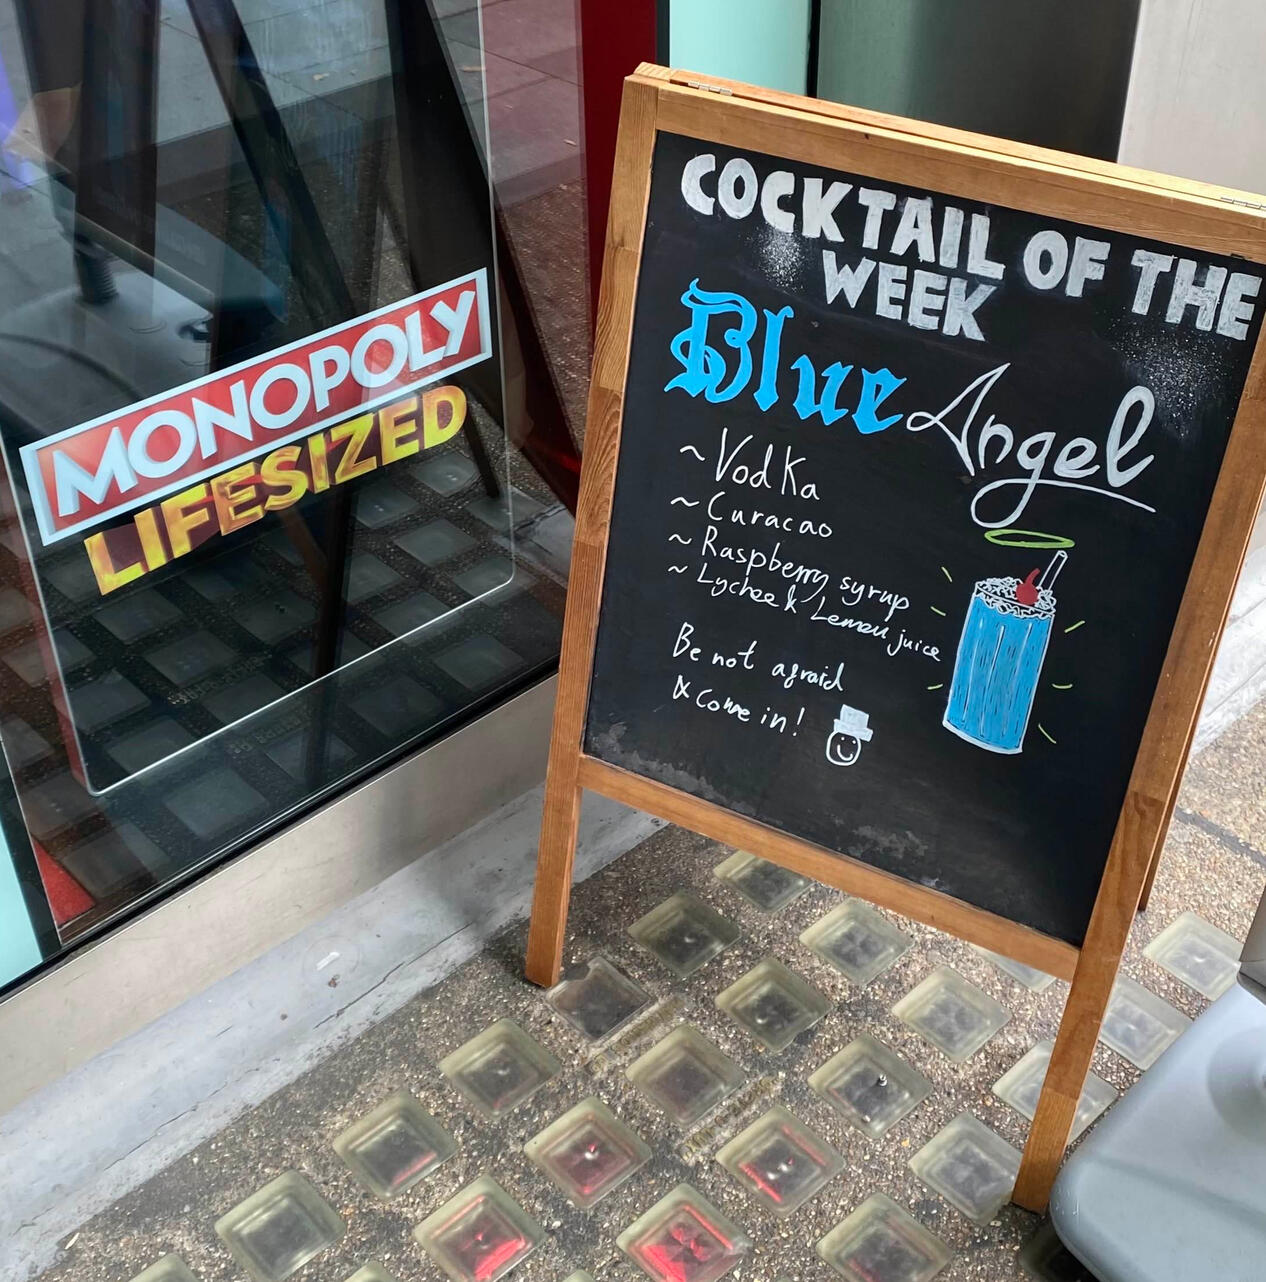 MONOPOLY
LIFESIZED
COCKTAIL OF THE
WEEK
Blue Angel
~ Vodka
~ Curacao
~ Raspberry syrup
~ Lychee & Lemon juice
Be not afraid
& come in!